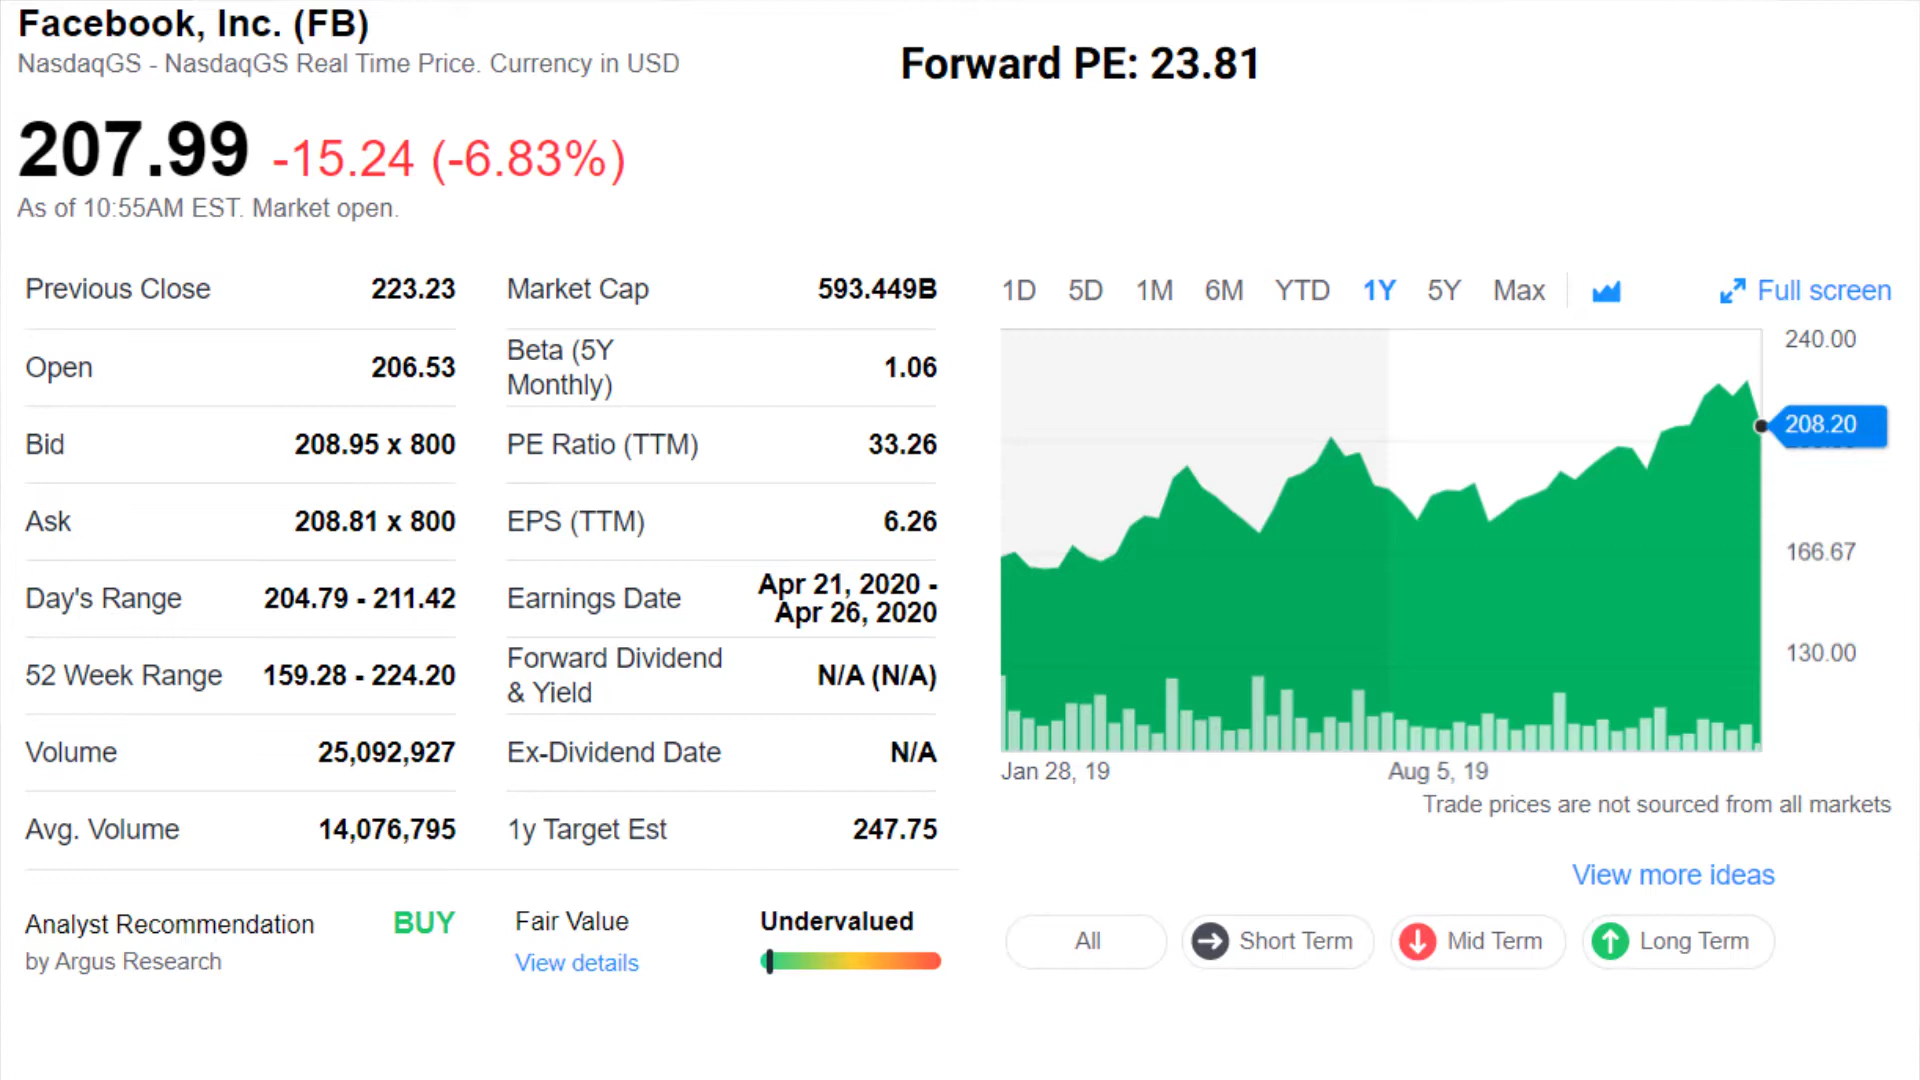 Facebook, Inc. (FB)
NasdaqGS - NasdaqGS Real Time Price. Currency in USD
Forward PE: 23.81
207.99 -15.24 (-6.83%)
As of 10:55AM EST. Market open.
Previous Close 223.23
Open 206.53
Bid 208.95 x 800
Ask 208.81 x 800
Day's Range 204.79 - 211.42
52 Week Range 159.28 - 224.20
Volume 25,092,927
Avg. Volume 14,076,795
Market Cap 593.449B
Beta (5Y
Monthly) 1.06
PE Ratio (TTM) 33.26
EPS (TTM) 6.26
Earnings Date Apr 21, 2020 -
Apr 26, 2020
Forward Dividend
& Yield N/A (N/A)
Ex-Dividend Date N/A
1y Target Est 247.75
1D 5D 1M 6M YTD 1Y 5Y Max Full screen
240.00
208.20
166.67
130.00
Jan 28, 19 Aug 5, 19
Trade prices are not sourced from all markets
View more ideas
All Short Term Mid Term Long Term
Analyst Recommendation BUY
by Argus Research
Fair Value Undervalued
View details